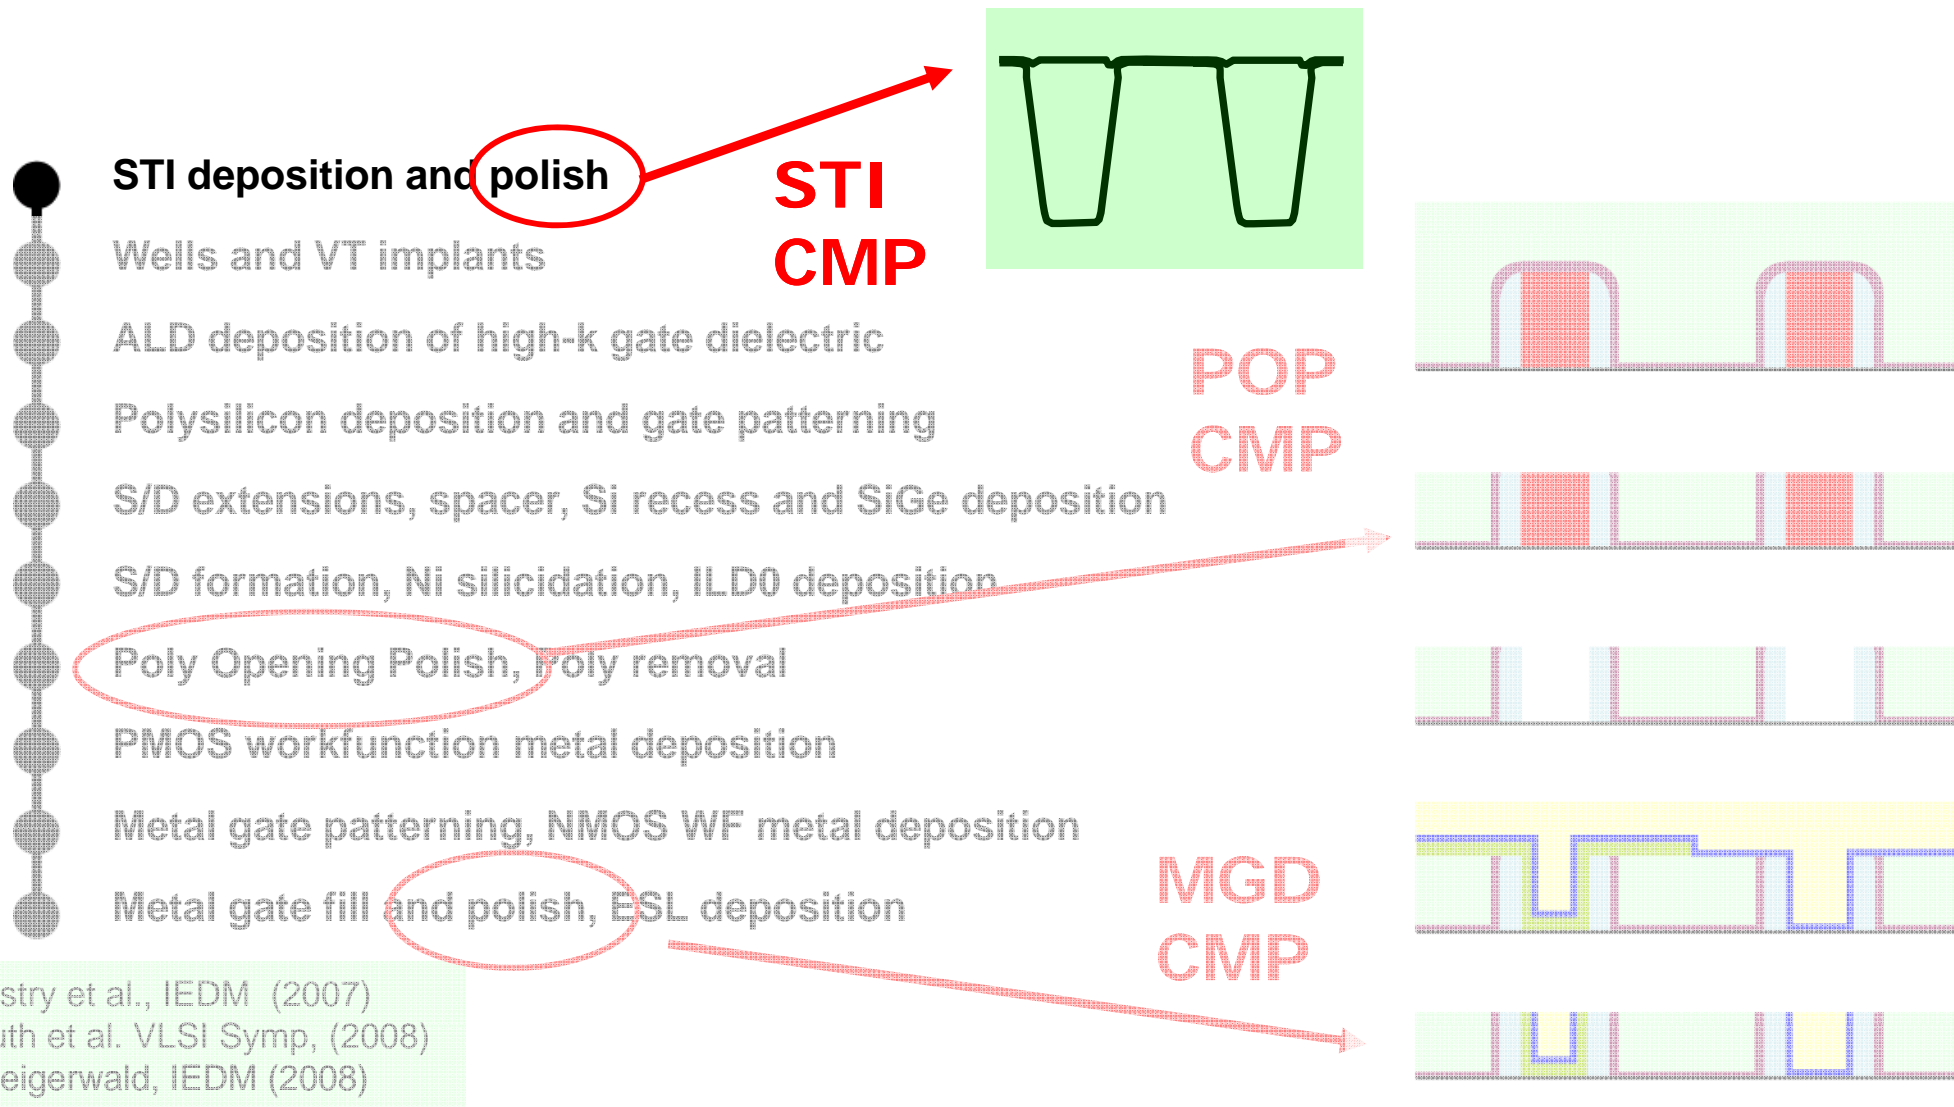 STI deposition and polish
STI
CMP
Wells and VT implants
ALD deposition of high-k gate dielectric
POP
CMP
Polysilicon deposition and gate patterning
S/D extensions, spacer, Si recess and SiGe deposition
S/D formation, Ni silicidation, ILD0 deposition
Poly Opening Polish, Poly removal
PMOS workfunction metal deposition
Metal gate patterning, NMOS WF metal deposition
MGD
CMP
Metal gate fill and polish, ESL deposition
stry et al., IEDM (2007)
uth et al. VLSI Symp, (2008)
eigerwald, IEDM (2008)